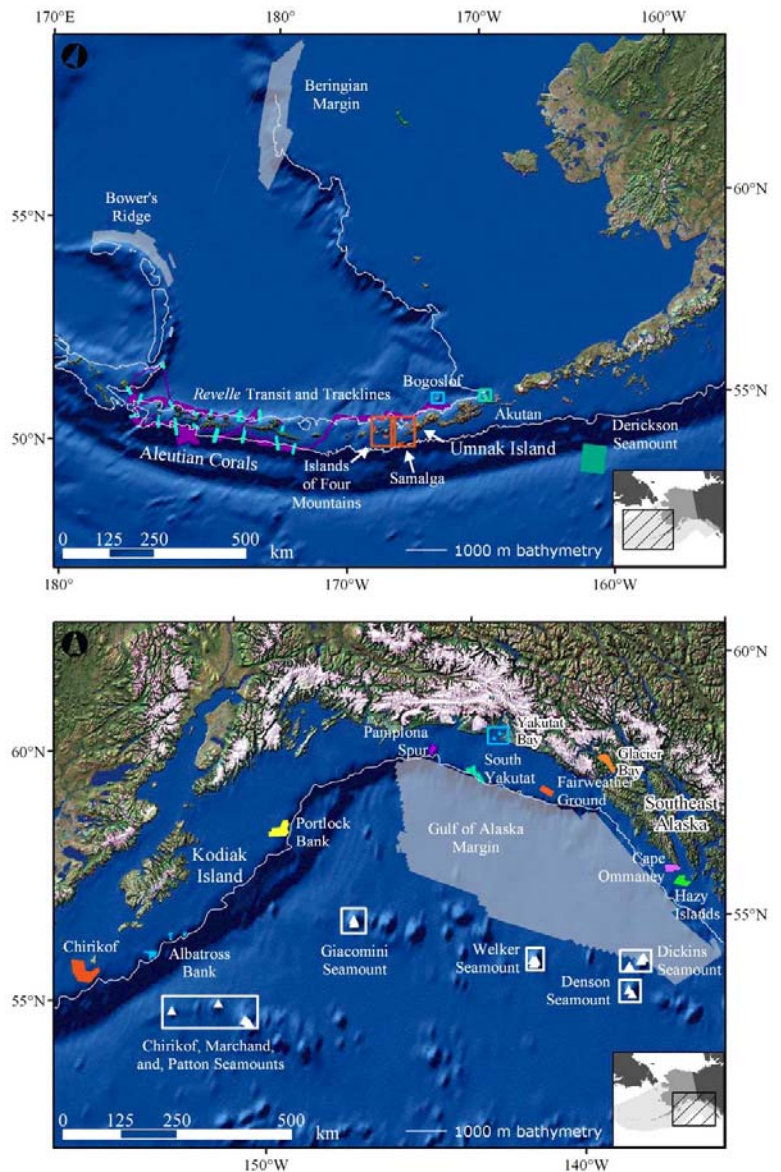 170°E
180°
170°W
160°W
Beringian
Margin
60°N
55°N
Bower's
Ridge
Revelle Transit and Tracklines
Bogoslof
55°N
Akutan
Derickson
Seamount
50°N
Aleutian Corals
Umnak Island
Islands
of Four
Mountains
Samalga
0 125 250 500
km
1000 m bathymetry
180°
170°W
160°W
60°N
60°N
Pamplona
Spur
Yakutat
Bay
South
Yakutat
Glacier
Bay
Fairweather
Ground
Southeast
Alaska
Portlock
Bank
Gulf of Alaska
Margin
Kodiak
Island
Cape
Ommaney
Hazy
Islands
55°N
Chirikof
Albatross
Bank
Giacomini
Seamount
Welker
Seamount
Dickins
Seamount
Denson
Seamount
55°N
Chirikof, Marchand,
and, Patton Seamounts
0 125 250 500
km
1000 m bathymetry
150°W
140°W